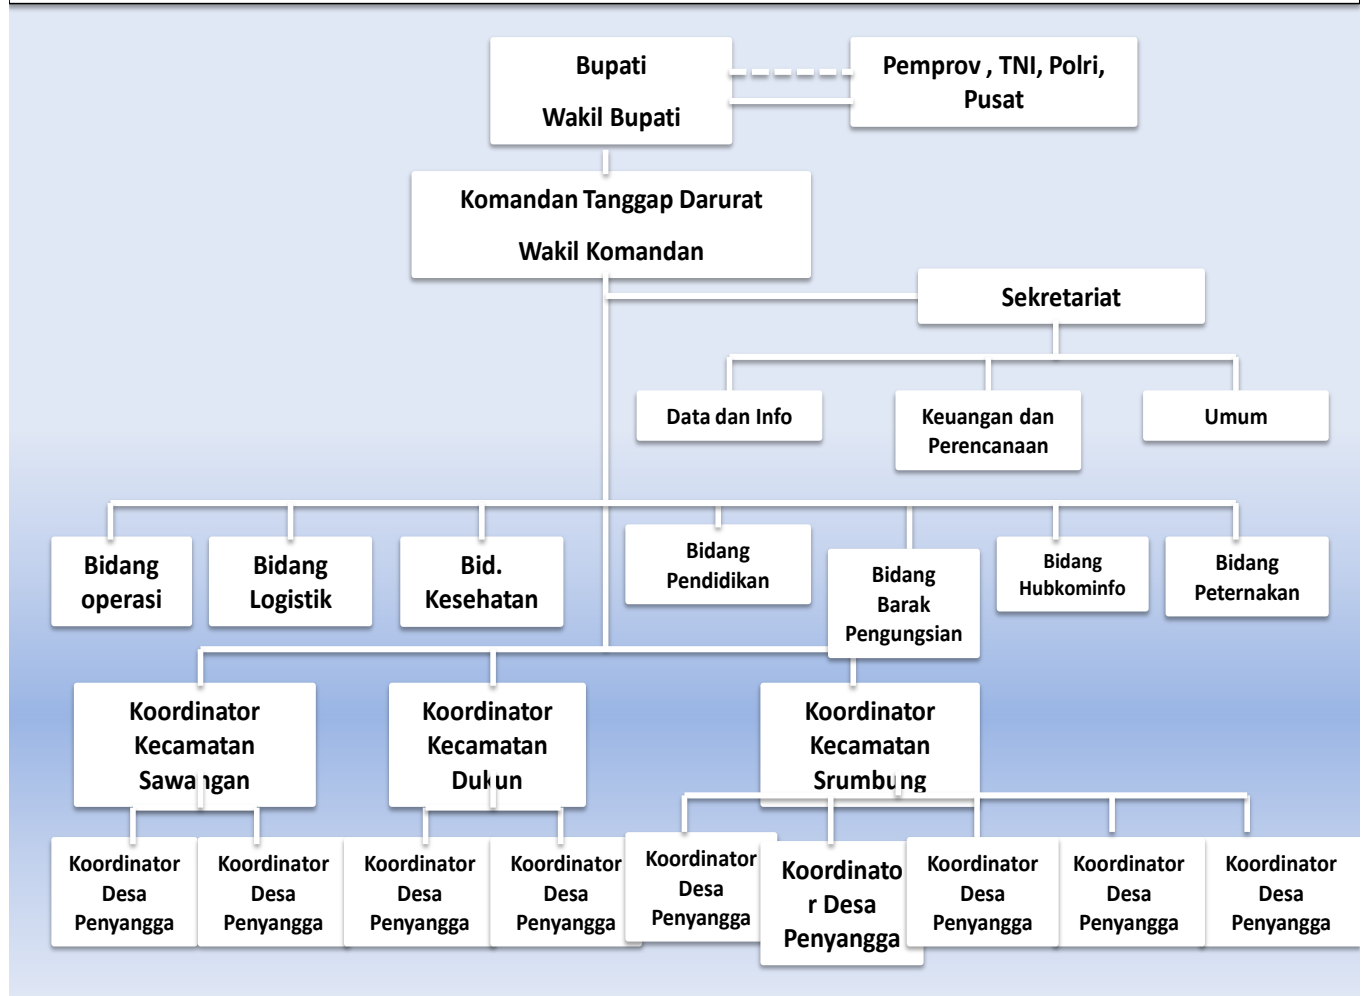 Bupati
Wakil Bupati
Pemprov , TNI, Polri,
Pusat
Komandan Tanggap Darurat
Wakil Komandan
Sekretariat
Data dan Info
Keuangan dan
Perencanaan
Umum
Bidang
operasi
Bidang
Logistik
Bid.
Kesehatan
Bidang
Pendidikan
Bidang
Barak
Pengungsian
Bidang
Hubkominfo
Bidang
Peternakan
Koordinator
Kecamatan
Sawangan
Koordinator
Kecamatan
Dukun
Koordinator
Kecamatan
Srumbung
Koordinator
Desa
Penyangga
Koordinator
Desa
Penyangga
Koordinator
Desa
Penyangga
Koordinator
Desa
Penyangga
Koordinator
Desa
Penyangga
Koordinato
r Desa
Penyangga
Koordinator
Desa
Penyangga
Koordinator
Desa
Penyangga
Koordinator
Desa
Penyangga